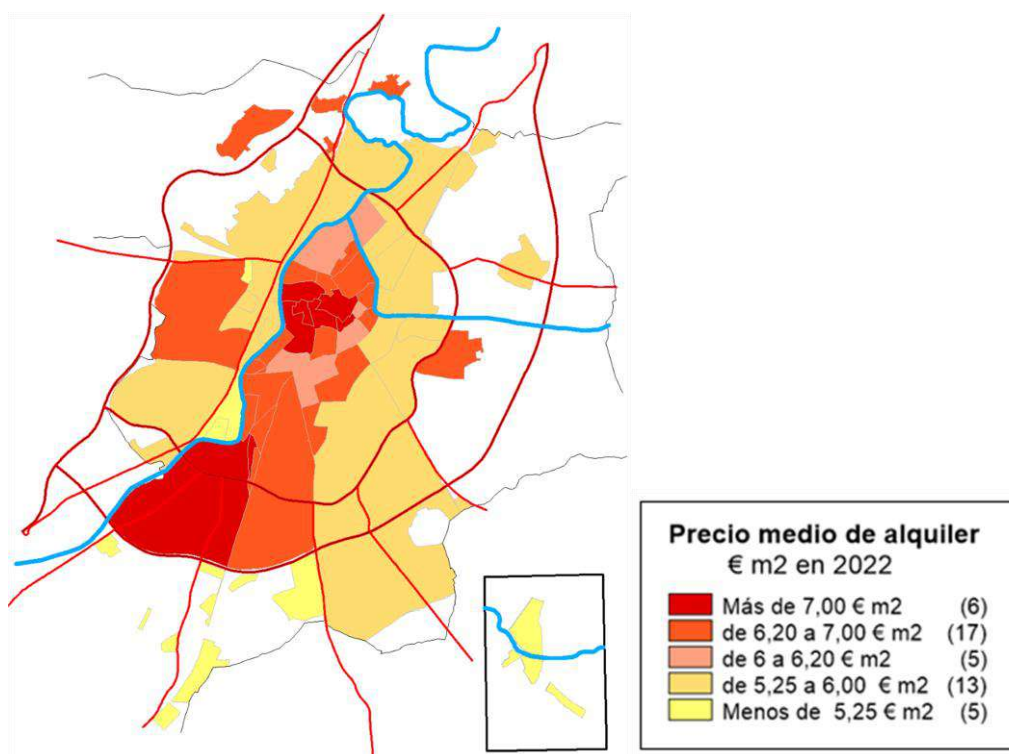 Precio medio de alquiler
€ m2 en 2022
Más de 7,00 € m2 (6)
de 6,20 a 7,00 € m2 (17)
de 6 a 6,20 € m2 (5)
de 5,25 a 6,00 € m2 (13)
Menos de 5,25 € m2 (5)